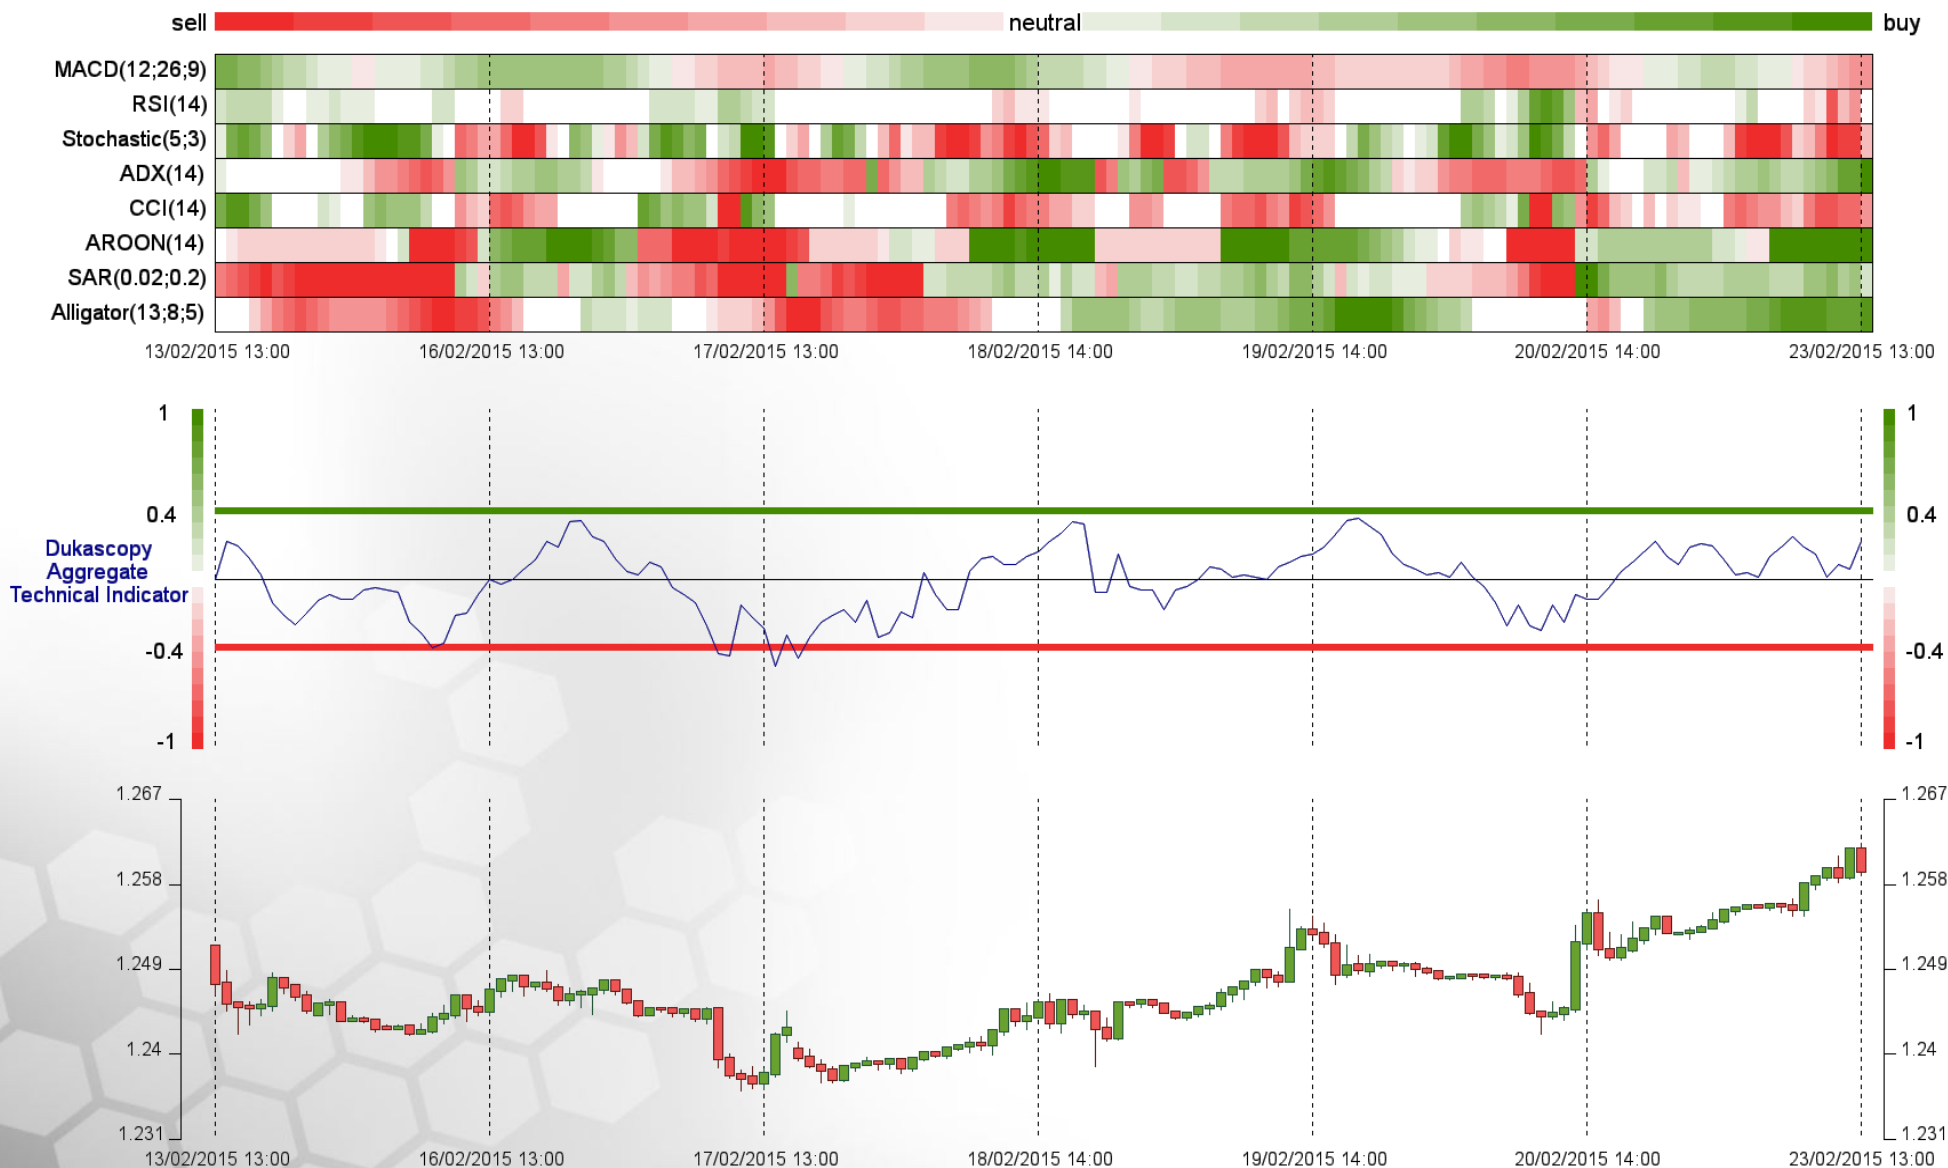 sell neutral buy
MACD(12;26;9)
RSI(14)
Stochastic(5;3)
ADX(14)
CCI(14)
AROON(14)
SAR(0.02;0.2)
Alligator(13;8;5)
13/02/2015 13:00 16/02/2015 13:00 17/02/2015 13:00 18/02/2015 14:00 19/02/2015 14:00 20/02/2015 14:00 23/02/2015 13:00
1 1
0.4 0.4
Dukascopy
Aggregate
Technical Indicator
-0.4 -0.4
-1 -1
1.267 1.267
1.258 1.258
1.249 1.249
1.24 1.24
1.231 1.231
13/02/2015 13:00 16/02/2015 13:00 17/02/2015 13:00 18/02/2015 14:00 19/02/2015 14:00 20/02/2015 14:00 23/02/2015 13:00